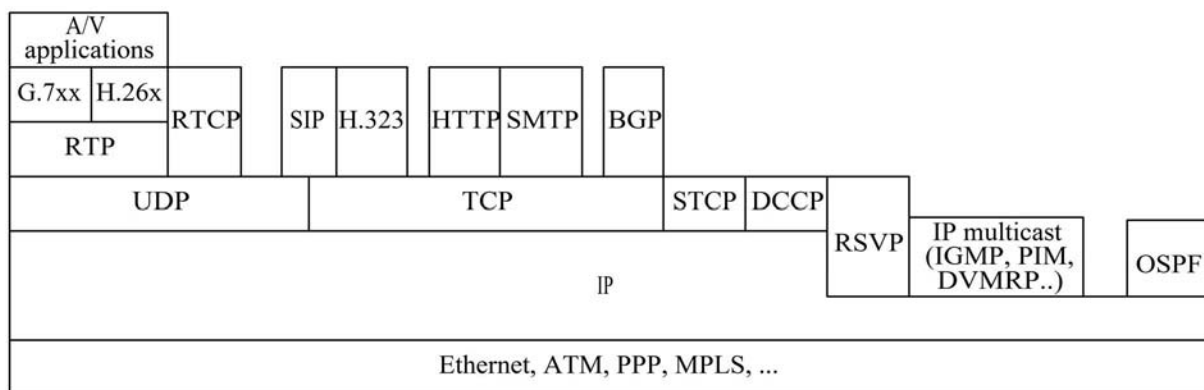 A/V
applications
G.7xx H.26x
RTCP SIP H.323 HTTP SMTP BGP
RTP
UDP TCP STCP DCCP
RSVP IP multicast
(IGMP, PIM,
DVMRP..)
OSPF
IP
Ethernet, ATM, PPP, MPLS, ...